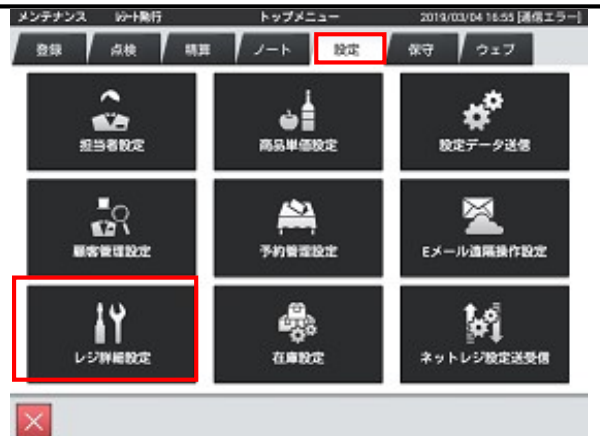 メンテナンス レシート発行 トップメニュー 2019/03/04 16:55 [通信エラー]
登録 点検 精算 ノート 設定 保守 ウェブ
担当者設定 商品単価設定 設定データ送信
顧客管理設定 予約管理設定 Eメール遠隔操作設定
レジ詳細設定 在庫設定 ネットレジ設定送受信